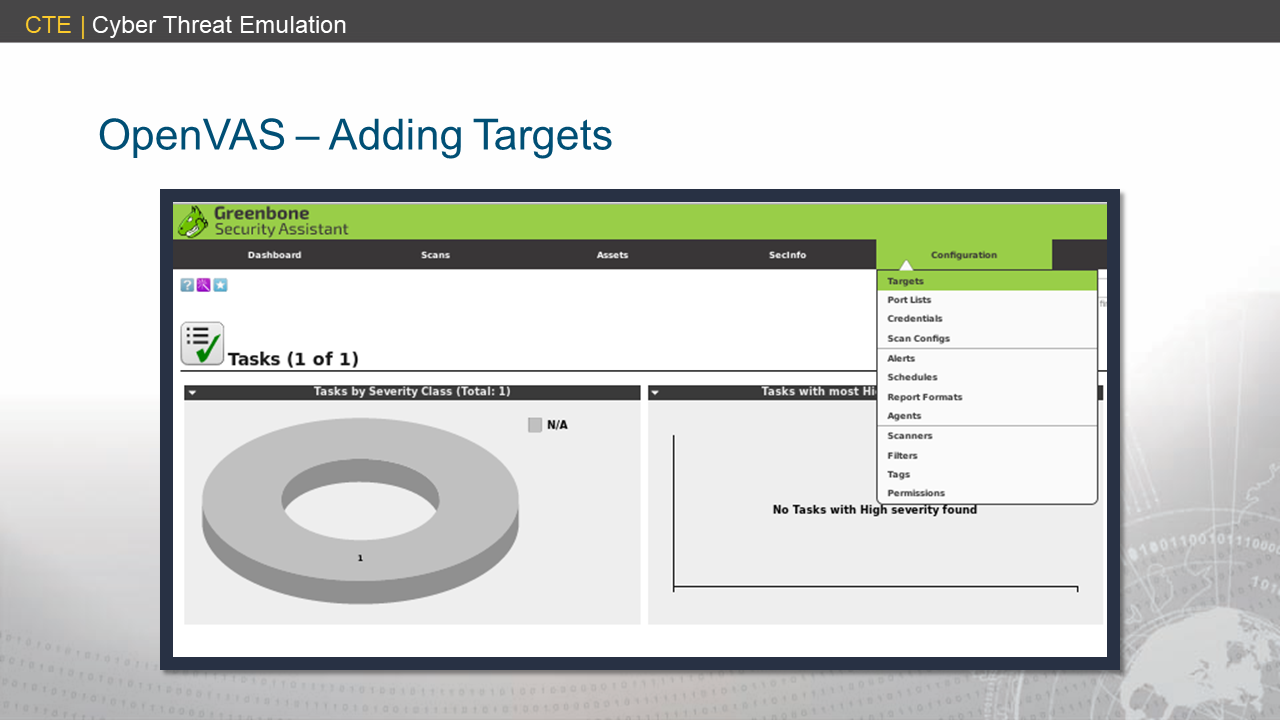 CTE | Cyber Threat Emulation
OpenVAS – Adding Targets
Greenbone
Security Assistant
Dashboard Scans Assets SecInfo Configuration
Targets
Port Lists
Credentials
Scan Configs
Alerts
Schedules
Report Formats
Agents
Scanners
Filters
Tags
Permissions
Tasks (1 of 1)
Tasks by Severity Class (Total: 1)
N/A
1
Tasks with most Hi
No Tasks with High severity found